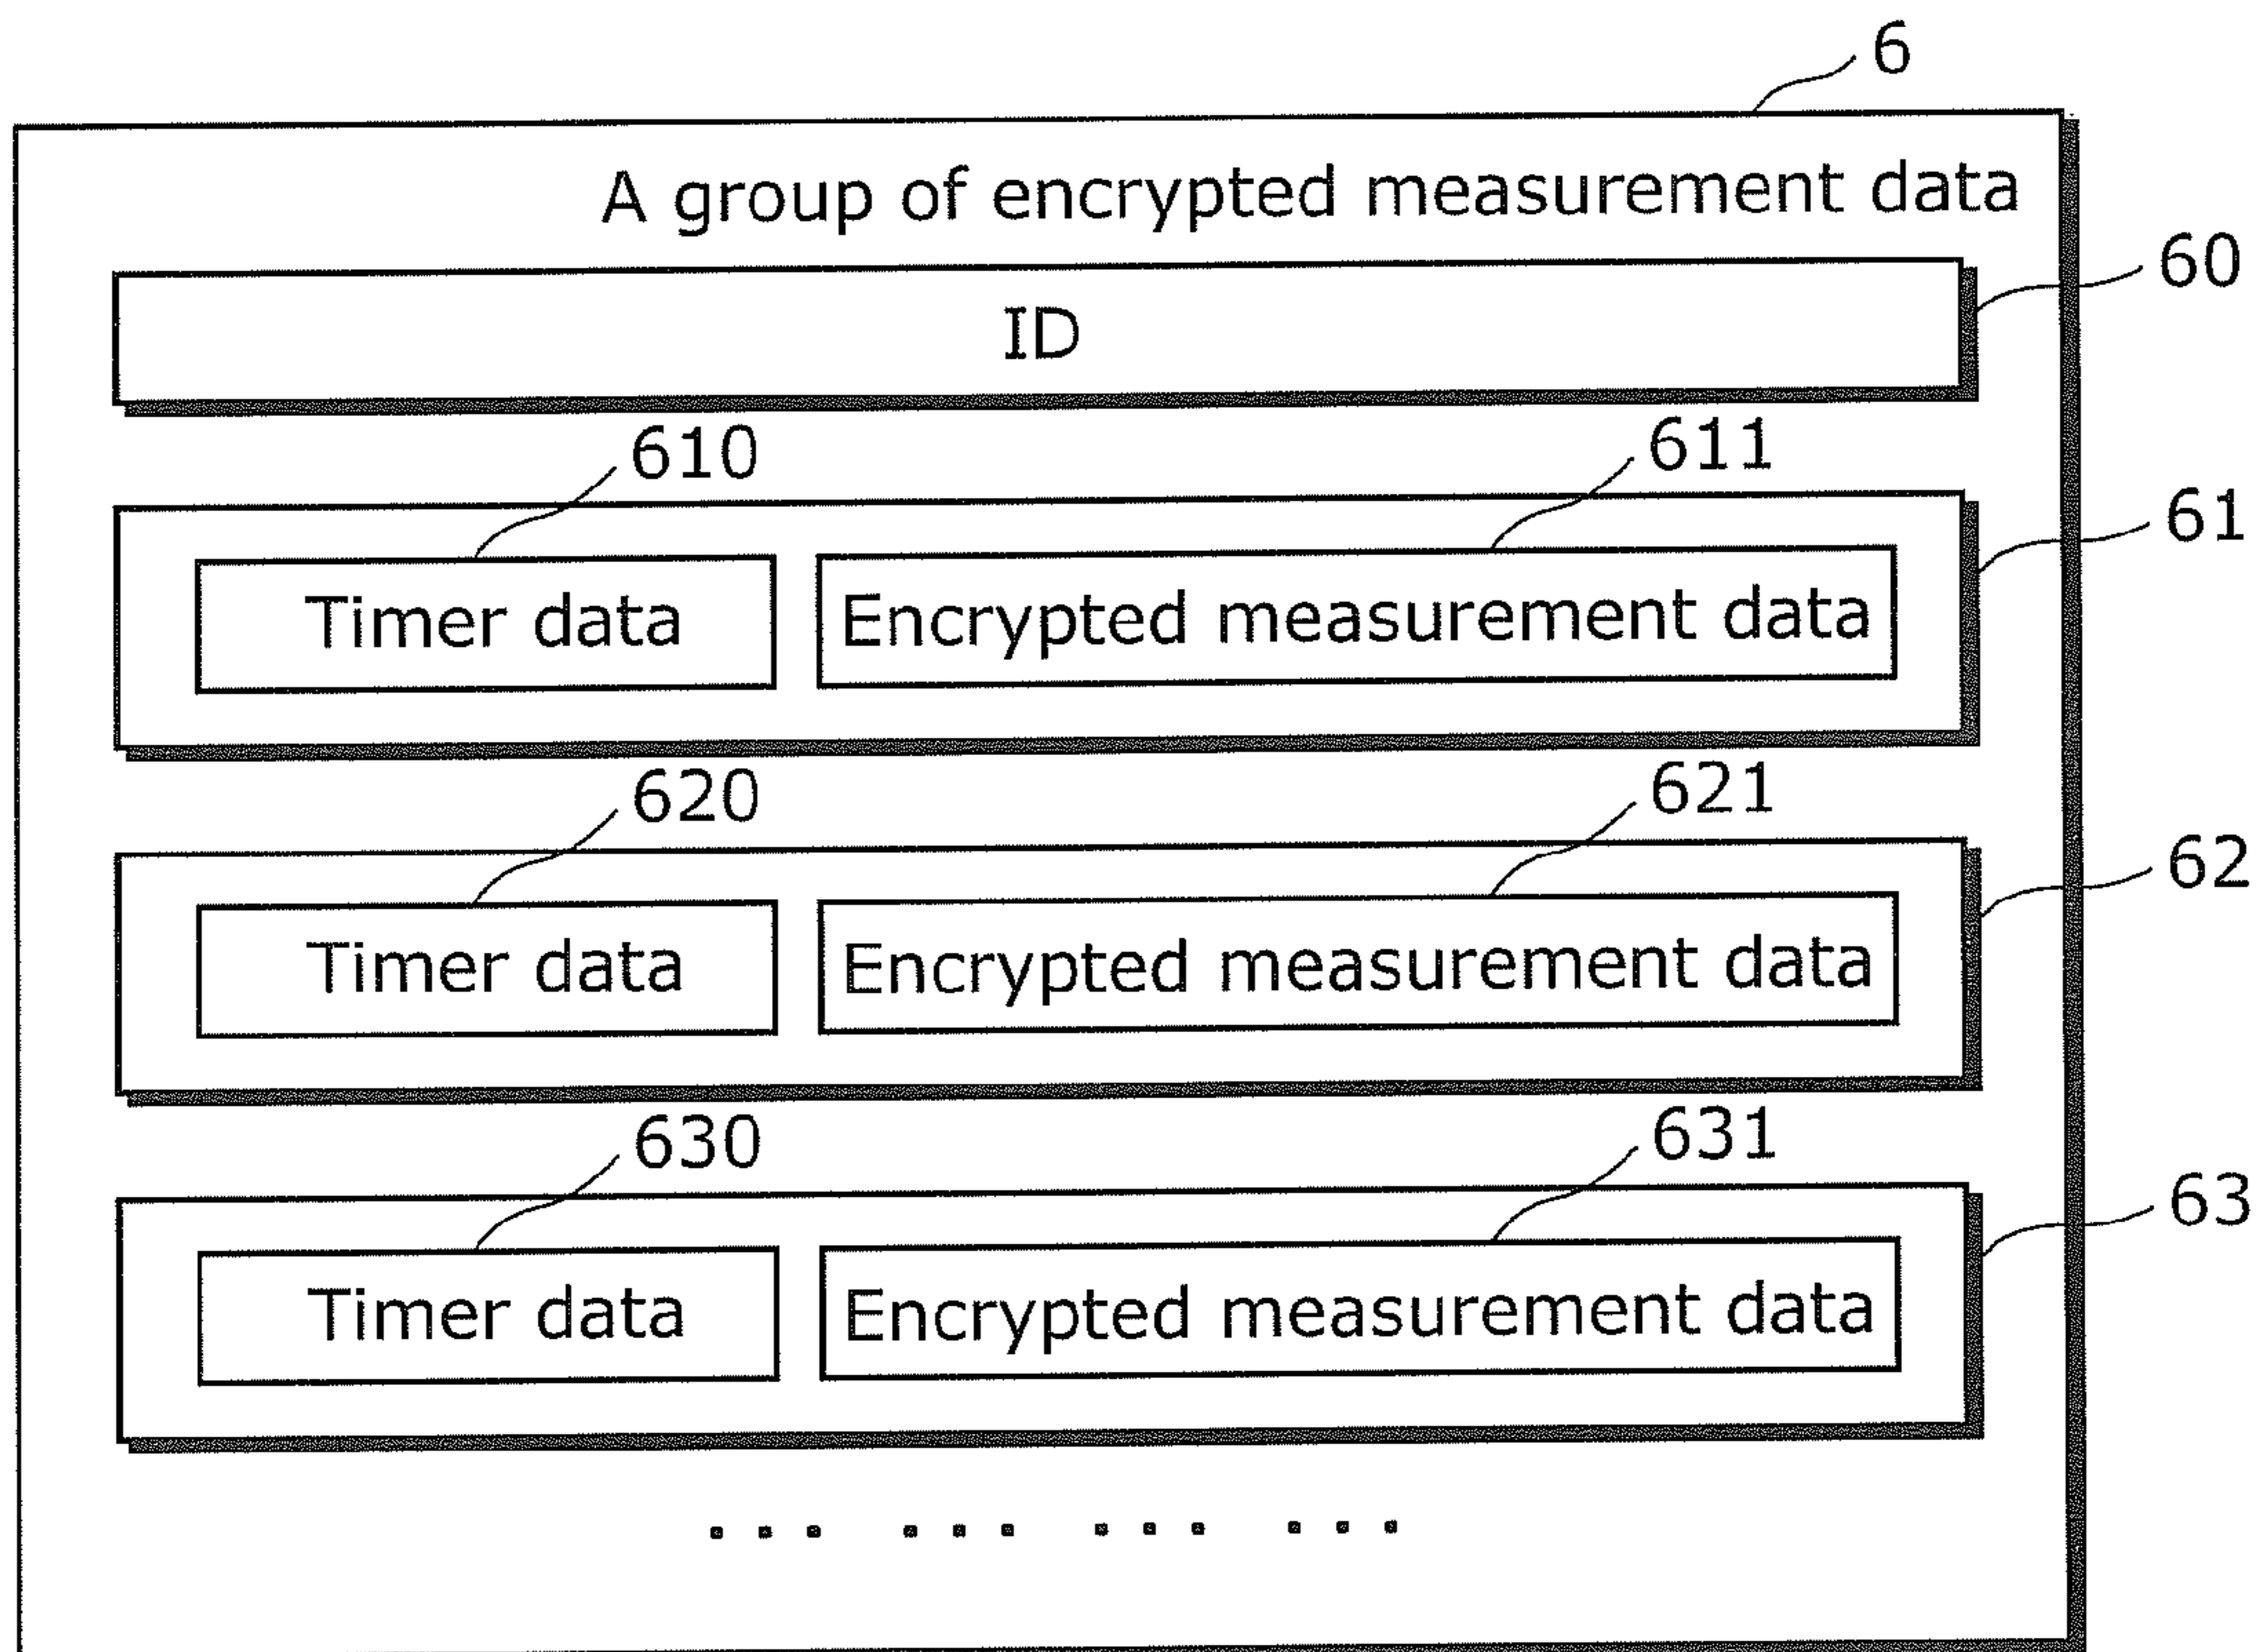 6
A group of encrypted measurement data
60
ID
610 611
61
Timer data Encrypted measurement data
620 621
62
Timer data Encrypted measurement data
630 631
63
Timer data Encrypted measurement data
... ... ... ...